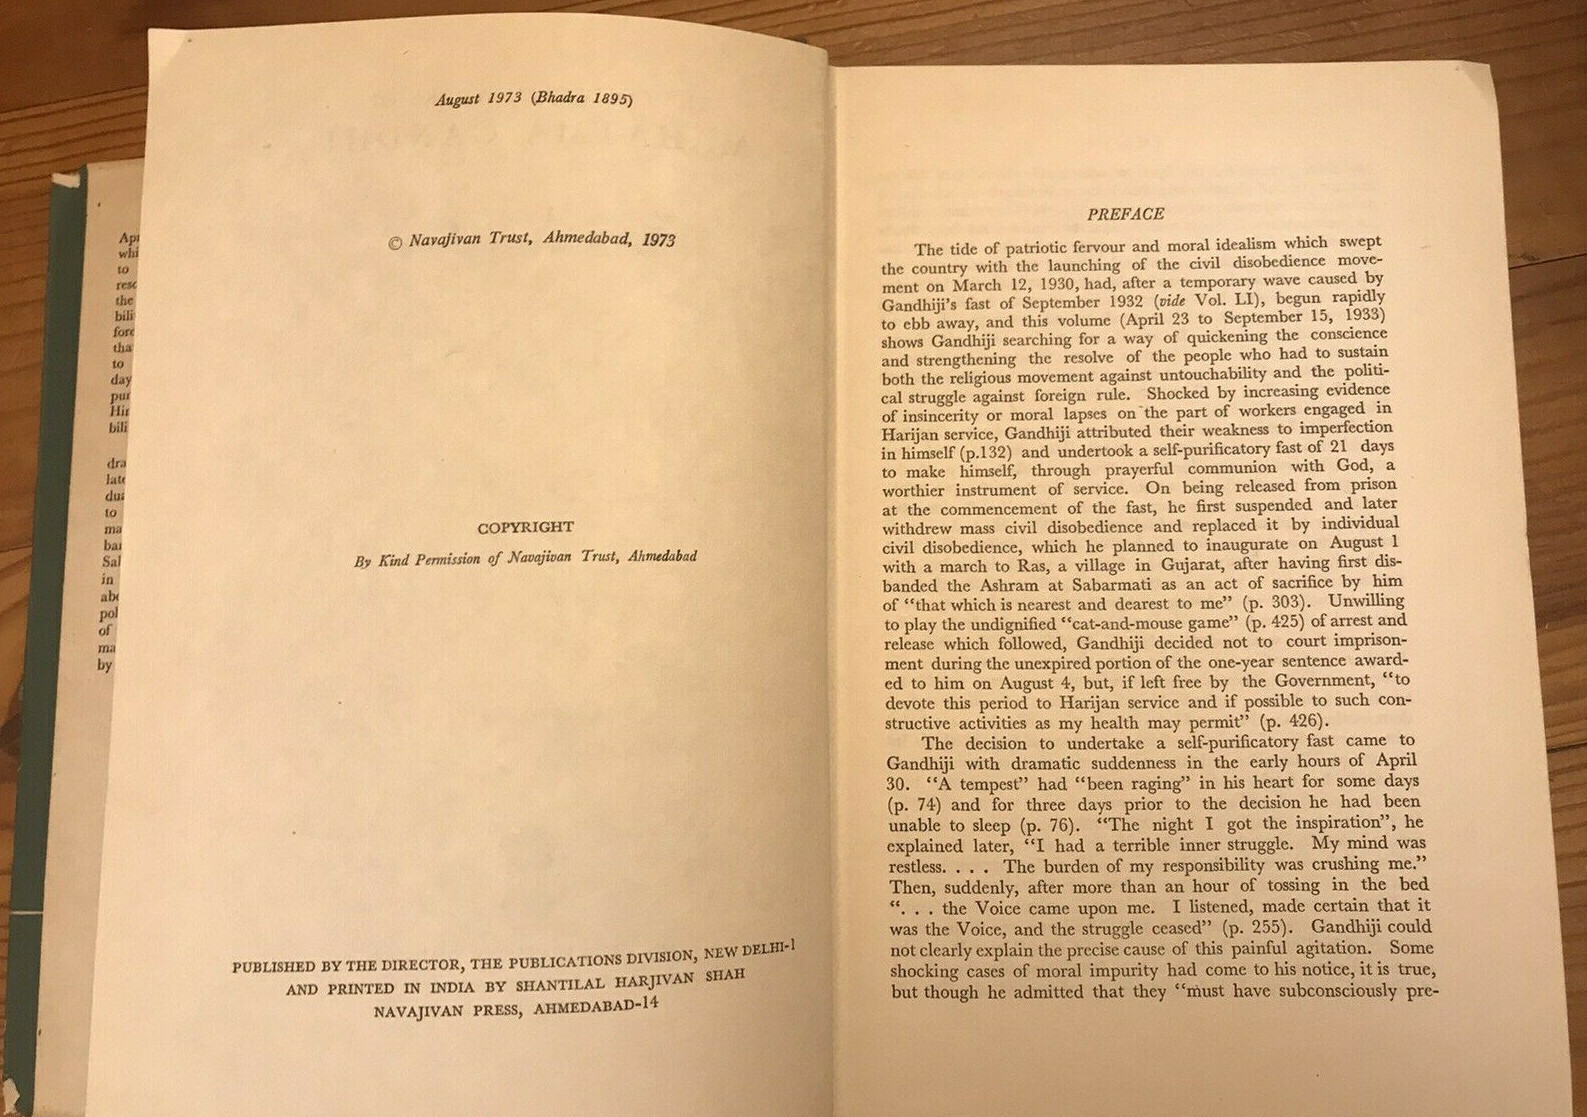 August 1973 (Bhadra 1895)
© Navajivan Trust, Ahmedabad, 1973
COPYRIGHT
By Kind Permission of Navajivan Trust, Ahmedabad
PUBLISHED BY THE DIRECTOR, THE PUBLICATIONS DIVISION, NEW DELHI-1
AND PRINTED IN INDIA BY SHANTILAL HARJIVAN SHAH
NAVAJIVAN PRESS, AHMEDABAD-14
PREFACE
The tide of patriotic fervour and moral idealism which swept
the country with the launching of the civil disobedience move-
ment on March 12, 1930, had, after a temporary wave caused by
Gandhiji's fast of September 1932 (vide Vol. LI), begun rapidly
to ebb away, and this volume (April 23 to September 15, 1933)
shows Gandhiji searching for a way of quickening the conscience
and strengthening the resolve of the people who had to sustain
both the religious movement against untouchability and the politi-
cal struggle against foreign rule. Shocked by increasing evidence
of insincerity or moral lapses on the part of workers engaged in
Harijan service, Gandhiji attributed their weakness to imperfection
in himself (p.132) and undertook a self-purificatory fast of 21 days
to make himself, through prayerful communion with God, a
worthier instrument of service. On being released from prison
at the commencement of the fast, he first suspended and later
withdrew mass civil disobedience and replaced it by individual
civil disobedience, which he planned to inaugurate on August 1
with a march to Ras, a village in Gujarat, after having first dis-
banded the Ashram at Sabarmati as an act of sacrifice by him
of “that which is nearest and dearest to me” (p. 303). Unwilling
to play the undignified “cat-and-mouse game” (p. 425) of arrest and
release which followed, Gandhiji decided not to court imprison-
ment during the unexpired portion of the one-year sentence award-
ed to him on August 4, but, if left free by the Government, “to
devote this period to Harijan service and if possible to such con-
structive activities as my health may permit” (p. 426).
The decision to undertake a self-purificatory fast came to
Gandhiji with dramatic suddenness in the early hours of April
30. “A tempest” had “been raging” in his heart for some days
(p. 74) and for three days prior to the decision he had been
unable to sleep (p. 76). “The night I got the inspiration”, he
explained later, “I had a terrible inner struggle. My mind was
restless. . . . The burden of my responsibility was crushing me.”
Then, suddenly, after more than an hour of tossing in the bed
“. . . the Voice came upon me. I listened, made certain that it
was the Voice, and the struggle ceased” (p. 255). Gandhiji could
not clearly explain the precise cause of this painful agitation. Some
shocking cases of moral impurity had come to his notice, it is true,
but though he admitted that they “must have subconsciously pre-